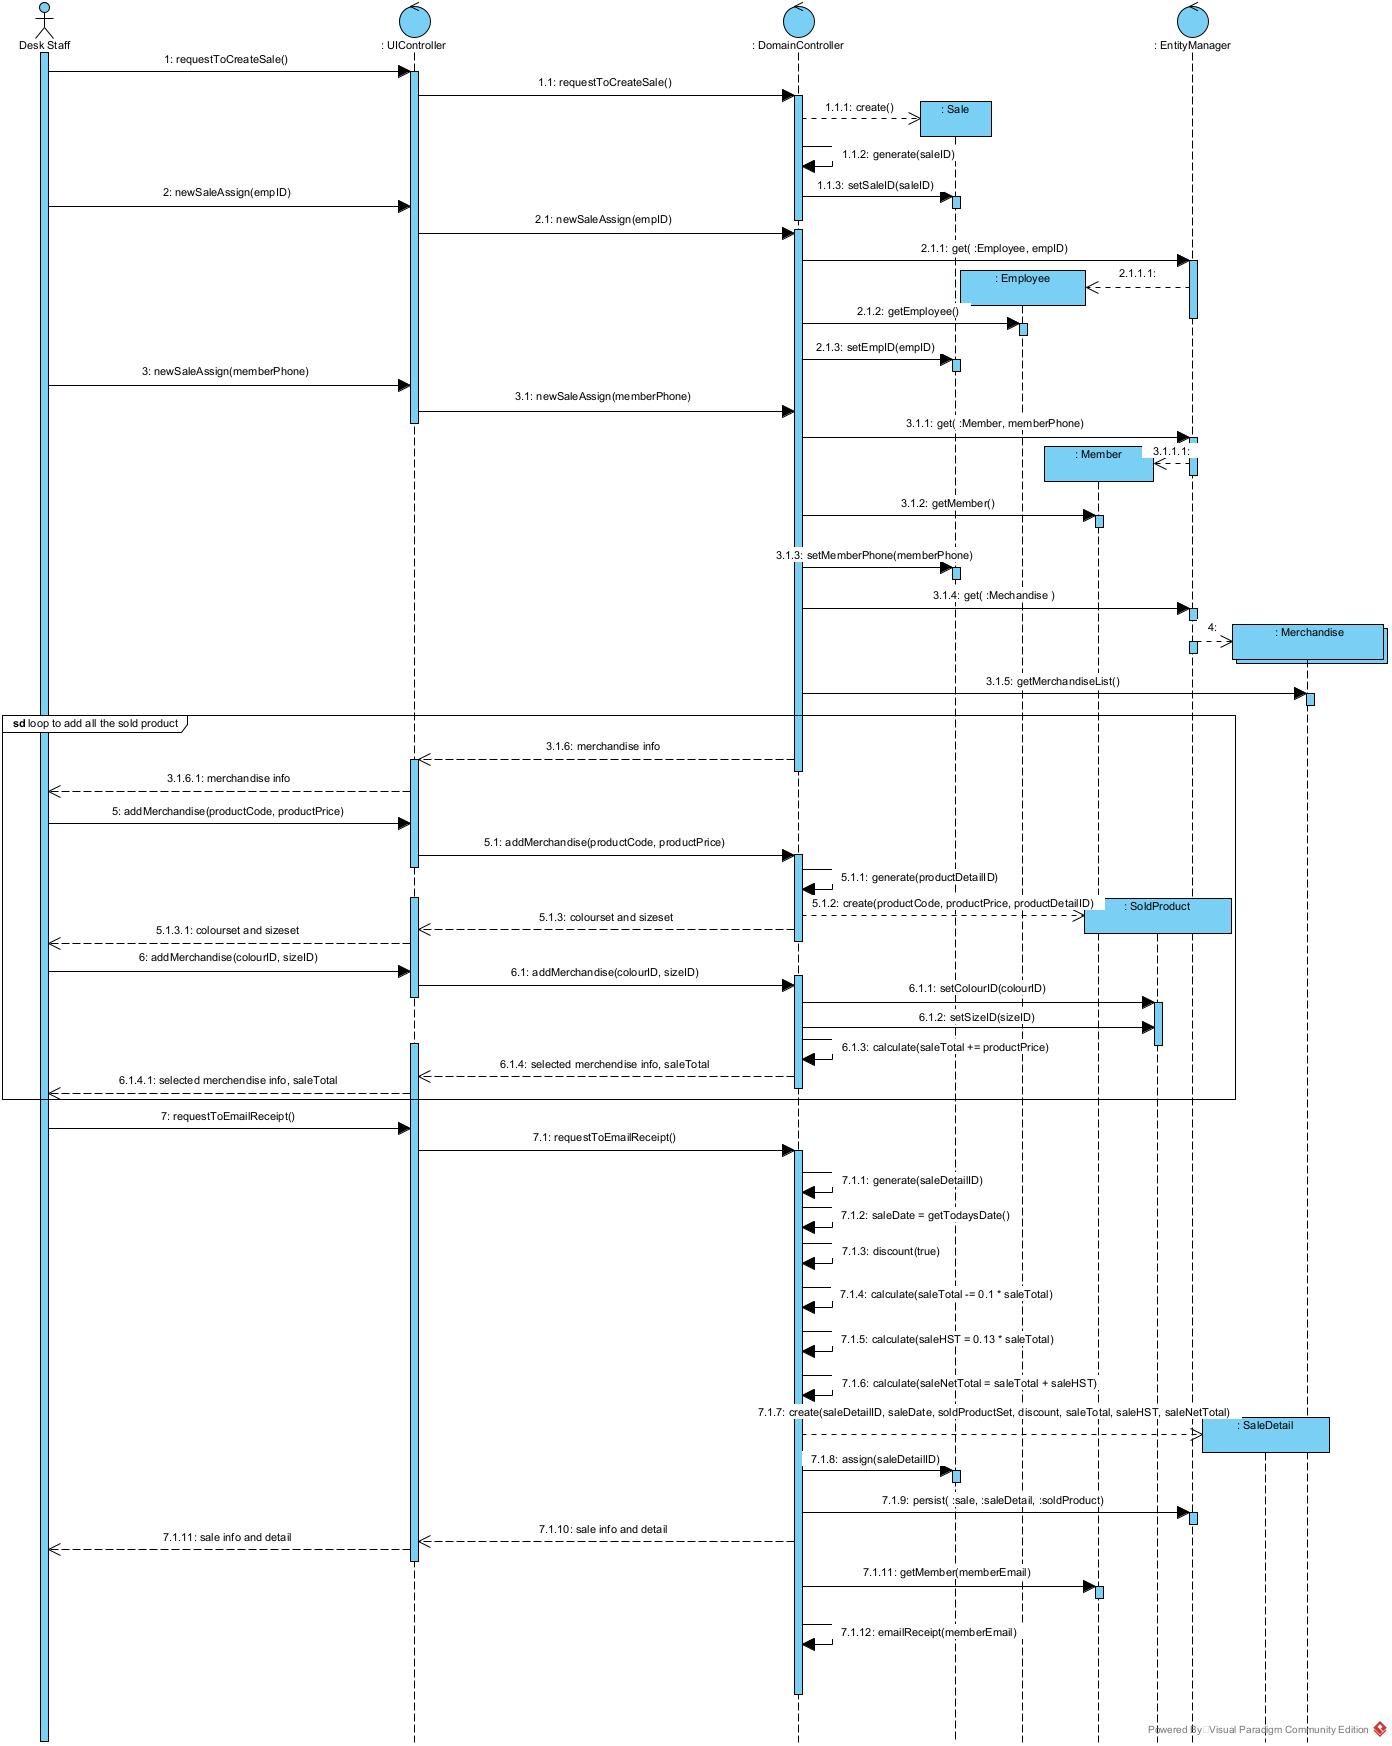 Desk Staff
: UIController
: DomainController
: EntityManager
1: requestToCreateSale()
1.1: requestToCreateSale()
1.1.1: create()
: Sale
1.1.2: generate(saleID)
1.1.3: setSaleID(saleID)
2: newSaleAssign(empID)
2.1: newSaleAssign(empID)
2.1.1: get( :Employee, empID)
2.1.1.1:
: Employee
2.1.2: getEmployee()
2.1.3: setEmpID(empID)
3: newSaleAssign(memberPhone)
3.1: newSaleAssign(memberPhone)
3.1.1: get( :Member, memberPhone)
3.1.1.1:
: Member
3.1.2: getMember()
3.1.3: setMemberPhone(memberPhone)
3.1.4: get( :Mechandise )
4:
: Merchandise
3.1.5: getMerchandiseList()
sd loop to add all the sold product
3.1.6: merchandise info
3.1.6.1: merchandise info
5: addMerchandise(productCode, productPrice)
5.1: addMerchandise(productCode, productPrice)
5.1.1: generate(productDetailID)
5.1.2: create(productCode, productPrice, productDetailID)
: SoldProduct
5.1.3: colourset and sizeset
5.1.3.1: colourset and sizeset
6: addMerchandise(colourID, sizeID)
6.1: addMerchandise(colourID, sizeID)
6.1.1: setColourID(colourID)
6.1.2: setSizeID(sizeID)
6.1.3: calculate(saleTotal += productPrice)
6.1.4: selected merchendise info, saleTotal
6.1.4.1: selected merchendise info, saleTotal
7: requestToEmailReceipt()
7.1: requestToEmailReceipt()
7.1.1: generate(saleDetailID)
7.1.2: saleDate = getTodaysDate()
7.1.3: discount(true)
7.1.4: calculate(saleTotal -= 0.1 * saleTotal)
7.1.5: calculate(saleHST = 0.13 * saleTotal)
7.1.6: calculate(saleNetTotal = saleTotal + saleHST)
7.1.7: create(saleDetailID, saleDate, soldProductSet, discount, saleTotal, saleHST, saleNetTotal)
: SaleDetail
7.1.8: assign(saleDetailID)
7.1.9: persist( :sale, :saleDetail, :soldProduct)
7.1.10: sale info and detail
7.1.11: sale info and detail
7.1.11: getMember(memberEmail)
7.1.12: emailReceipt(memberEmail)
Powered By Visual Paradigm Community Edition